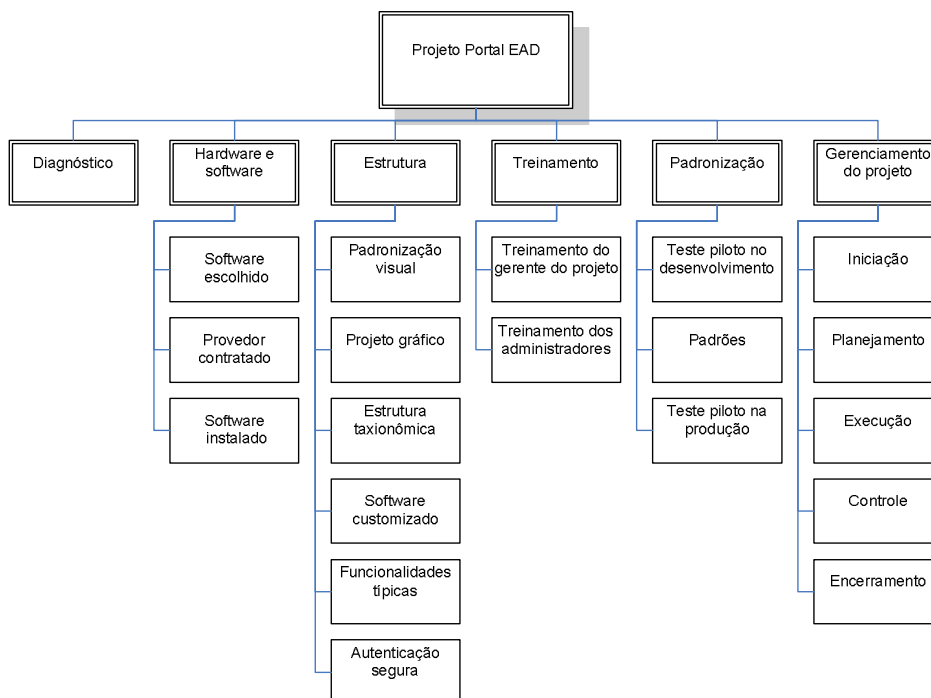 Projeto Portal EAD
Diagnóstico
Hardware e
software
Estrutura
Treinamento
Padronização
Gerenciamento
do projeto
Software
escolhido
Provedor
contratado
Software
instalado
Padronização
visual
Projeto gráfico
Estrutura
taxionômica
Software
customizado
Funcionalidades
típicas
Autenticação
segura
Treinamento do
gerente do projeto
Treinamento dos
administradores
Teste piloto no
desenvolvimento
Padrões
Teste piloto na
produção
Iniciação
Planejamento
Execução
Controle
Encerramento